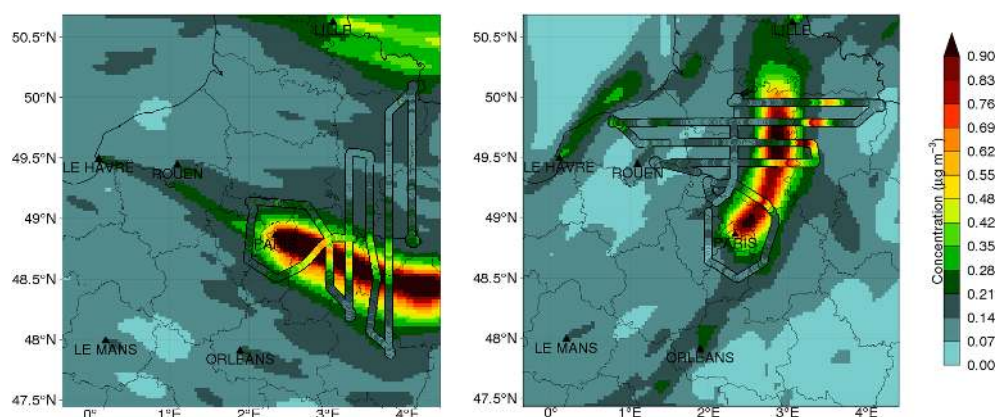 50.5°N
50°N
49.5°N
49°N
48.5°N
48°N
47.5°N
0°
1°E
2°E
3°E
4°E
LILLE
LE HAVRE
ROUEN
LE MANS
ORLEANS
50.5°N
50°N
49.5°N
49°N
48.5°N
48°N
47.5°N
0°
1°E
2°E
3°E
4°E
LILLE
LE HAVRE
ROUEN
PARIS
LE MANS
ORLEANS
0.90
0.83
0.76
0.69
0.62
0.55
0.48
0.42
0.35
0.28
0.21
0.14
0.07
0.00
Concentration (µg m⁻³)